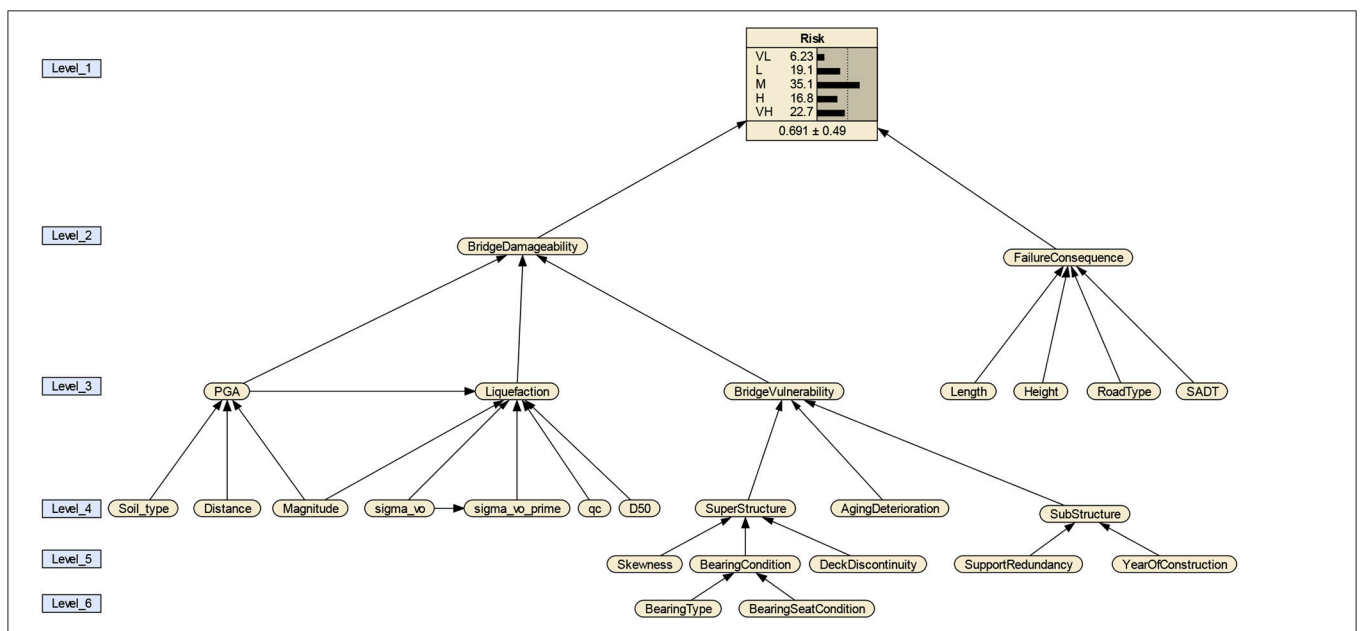 Risk
VL 6.23
L 19.1
M 35.1
H 16.8
VH 22.7
0.691 ± 0.49
Level_1
Level_2
BridgeDamageability
FailureConsequence
Level_3
PGA
Liquefaction
BridgeVulnerability
Length
Height
RoadType
SADT
Level_4
Soil_type
Distance
Magnitude
sigma_vo
sigma_vo_prime
qc
D50
SuperStructure
AgingDeterioration
SubStructure
Level_5
Skewness
BearingCondition
DeckDiscontinuity
SupportRedundancy
YearOfConstruction
Level_6
BearingType
BearingSeatCondition